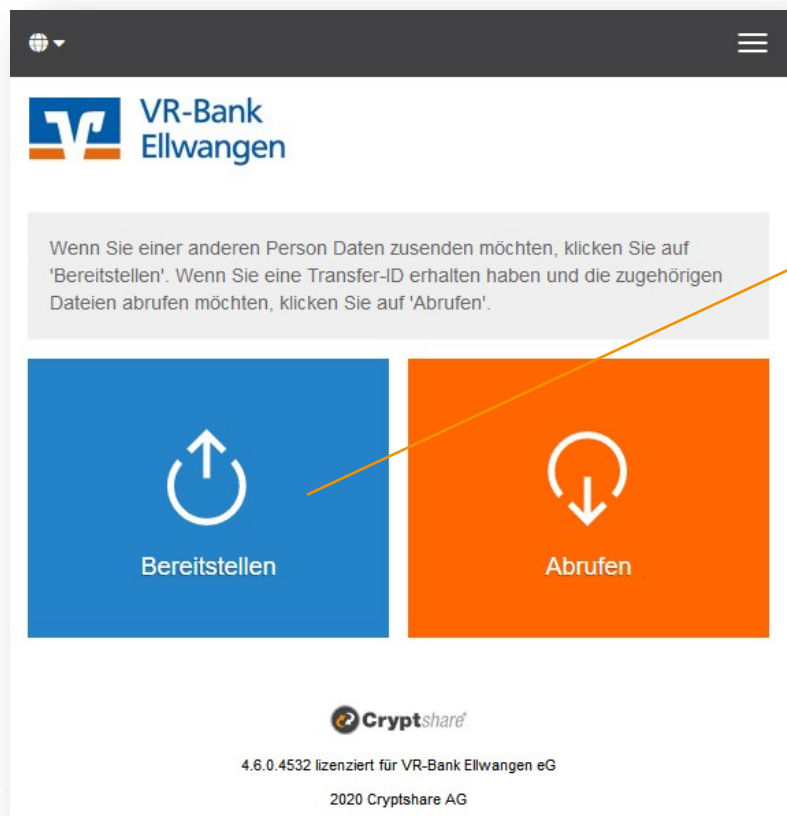 VR-Bank
Ellwangen
Wenn Sie einer anderen Person Daten zusenden möchten, klicken Sie auf
'Bereitstellen'. Wenn Sie eine Transfer-ID erhalten haben und die zugehörigen
Dateien abrufen möchten, klicken Sie auf 'Abrufen'.
Bereitstellen
Abrufen
Cryptshare®
4.6.0.4532 lizenziert für VR-Bank Ellwangen eG
2020 Cryptshare AG